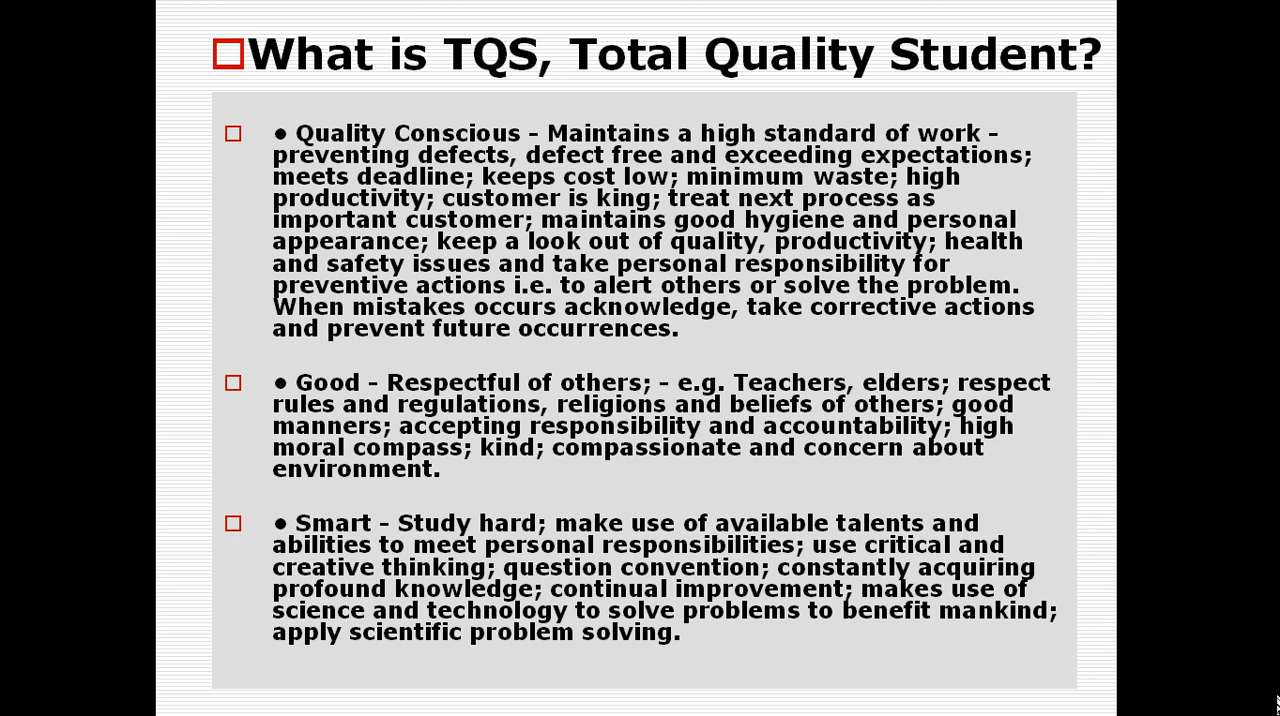 What is TQS, Total Quality Student?
● Quality Conscious - Maintains a high standard of work -
preventing defects, defect free and exceeding expectations;
meets deadline; keeps cost low; minimum waste; high
productivity; customer is king; treat next process as
important customer; maintains good hygiene and personal
appearance; keep a look out of quality, productivity; health
and safety issues and take personal responsibility for
preventive actions i.e. to alert others or solve the problem.
When mistakes occurs acknowledge, take corrective actions
and prevent future occurrences.
● Good - Respectful of others; - e.g. Teachers, elders; respect
rules and regulations, religions and beliefs of others; good
manners; accepting responsibility and accountability; high
moral compass; kind; compassionate and concern about
environment.
● Smart - Study hard; make use of available talents and
abilities to meet personal responsibilities; use critical and
creative thinking; question convention; constantly acquiring
profound knowledge; continual improvement; makes use of
science and technology to solve problems to benefit mankind;
apply scientific problem solving.